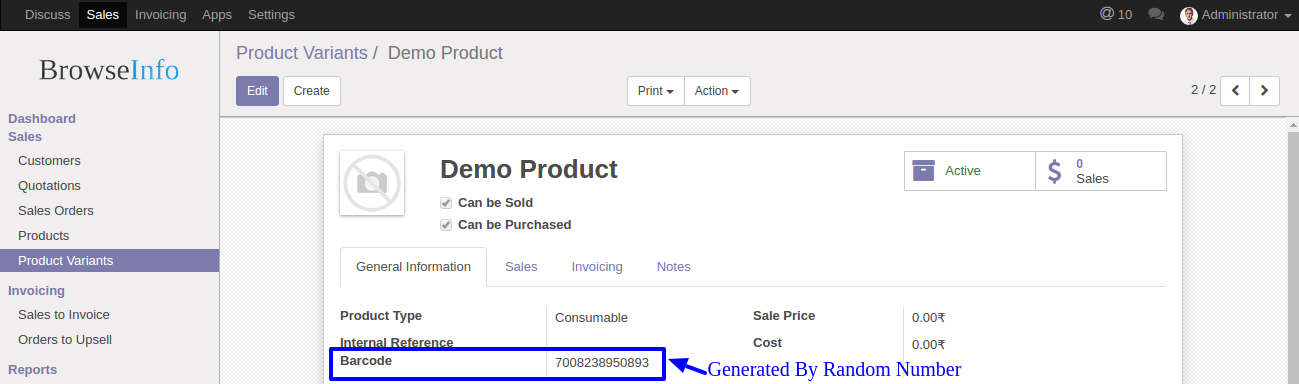 Discuss Sales Invoicing Apps Settings @ 10 Administrator
BrowseInfo
Dashboard
Sales
Customers
Quotations
Sales Orders
Products
Product Variants
Invoicing
Sales to Invoice
Orders to Upsell
Reports
Product Variants / Demo Product
Edit Create Print Action 2 / 2
Demo Product
Can be Sold
Can be Purchased
Active
0
Sales
General Information Sales Invoicing Notes
Product Type Consumable Sale Price 0.00₹
Internal Reference Cost 0.00₹
Barcode 7008238950893
Generated By Random Number